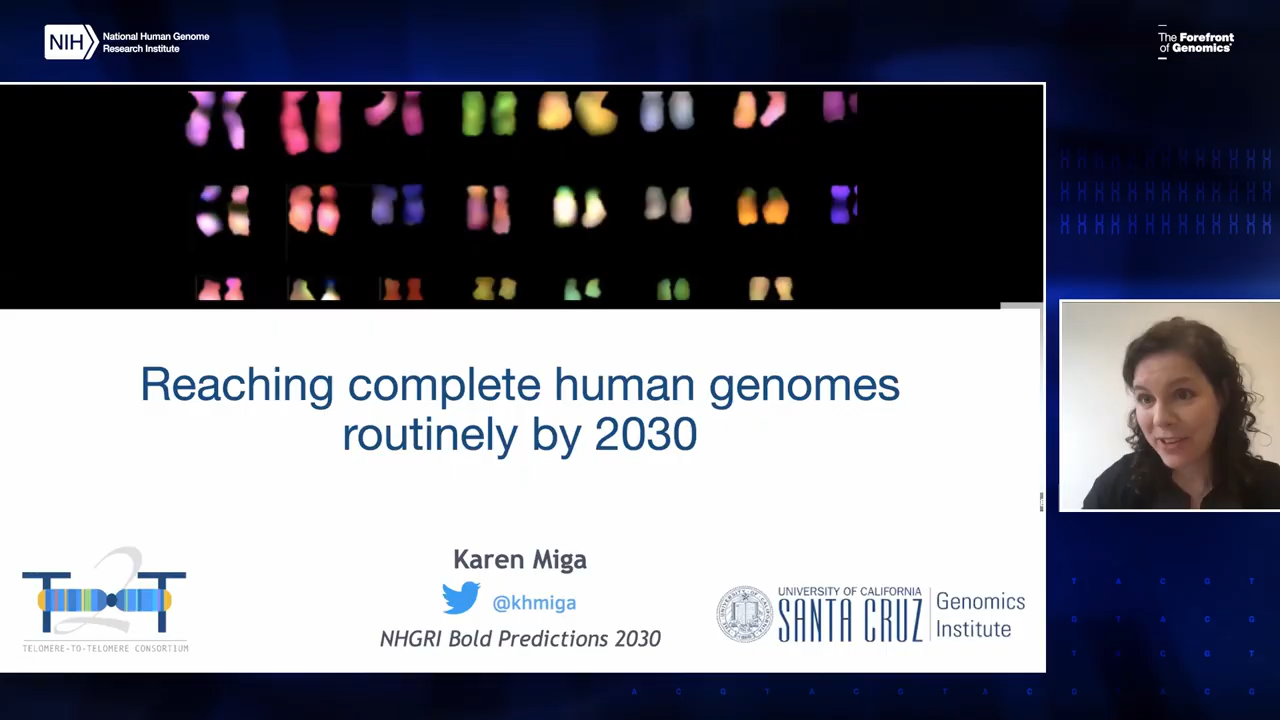 NIH
National Human Genome
Research Institute
The Forefront
of Genomics®
Reaching complete human genomes
routinely by 2030
Karen Miga
@khmiga
NHGRI Bold Predictions 2030
T2T
TELOMERE-TO-TELOMERE CONSORTIUM
UNIVERSITY OF CALIFORNIA
SANTA CRUZ
Genomics
Institute
T A C G T
G T A C G
A T T G T
A C G T A C G T A C G T A C G